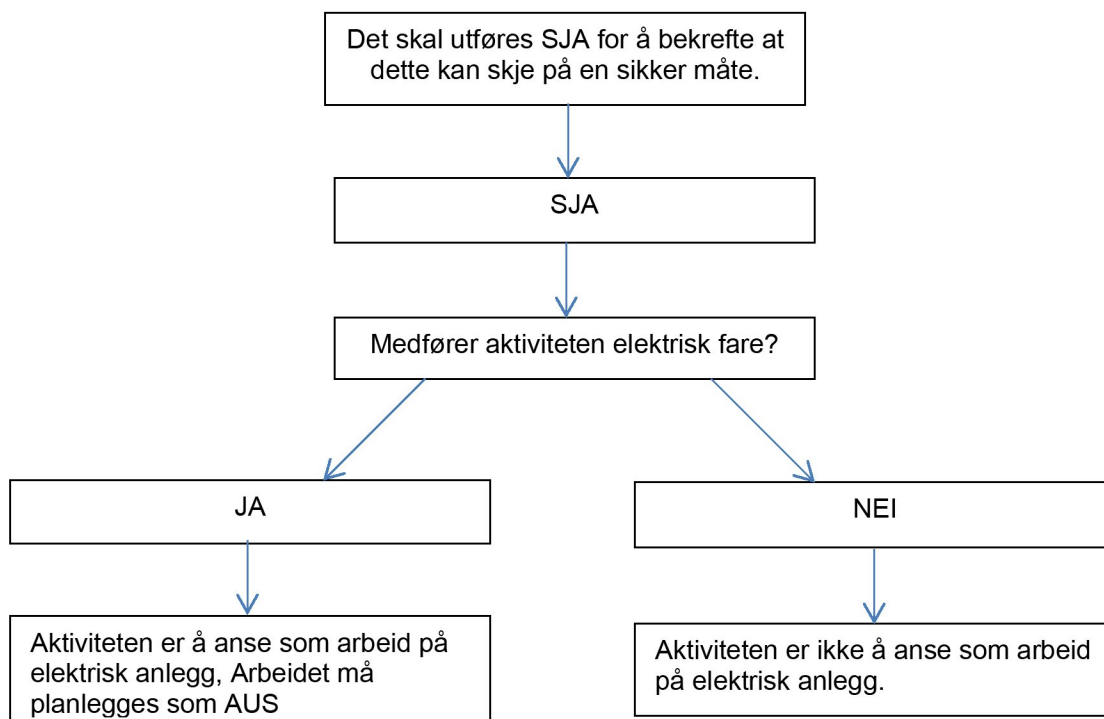 Det skal utføres SJA for å bekrefte at
dette kan skje på en sikker måte.
SJA
Medfører aktiviteten elektrisk fare?
JA
NEI
Aktiviteten er å anse som arbeid på
elektrisk anlegg, Arbeidet må
planlegges som AUS
Aktiviteten er ikke å anse som arbeid
på elektrisk anlegg.